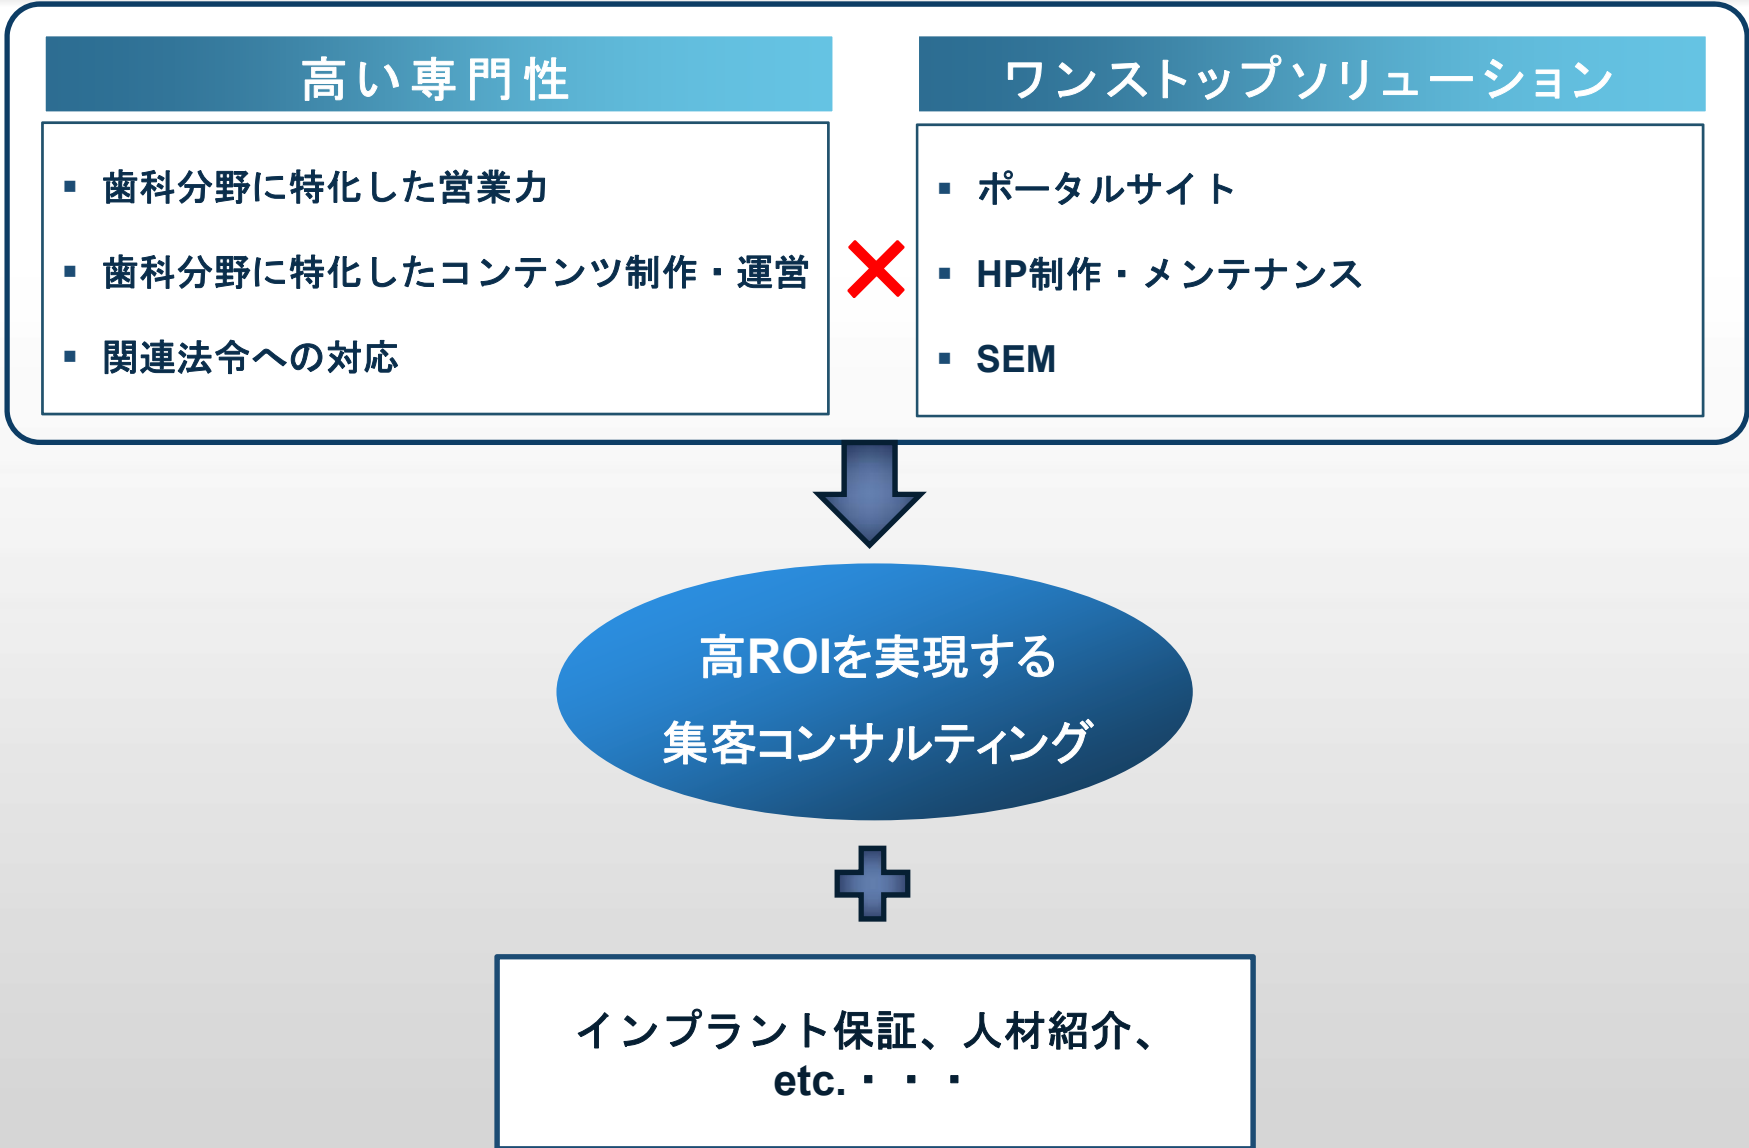 高い専門性
▪ 歯科分野に特化した営業力
▪ 歯科分野に特化したコンテンツ制作・運営
▪ 関連法令への対応
ワンストップソリューション
▪ ポータルサイト
▪ HP制作・メンテナンス
▪ SEM
高ROIを実現する
集客コンサルティング
インプラント保証、人材紹介、
etc.・・・